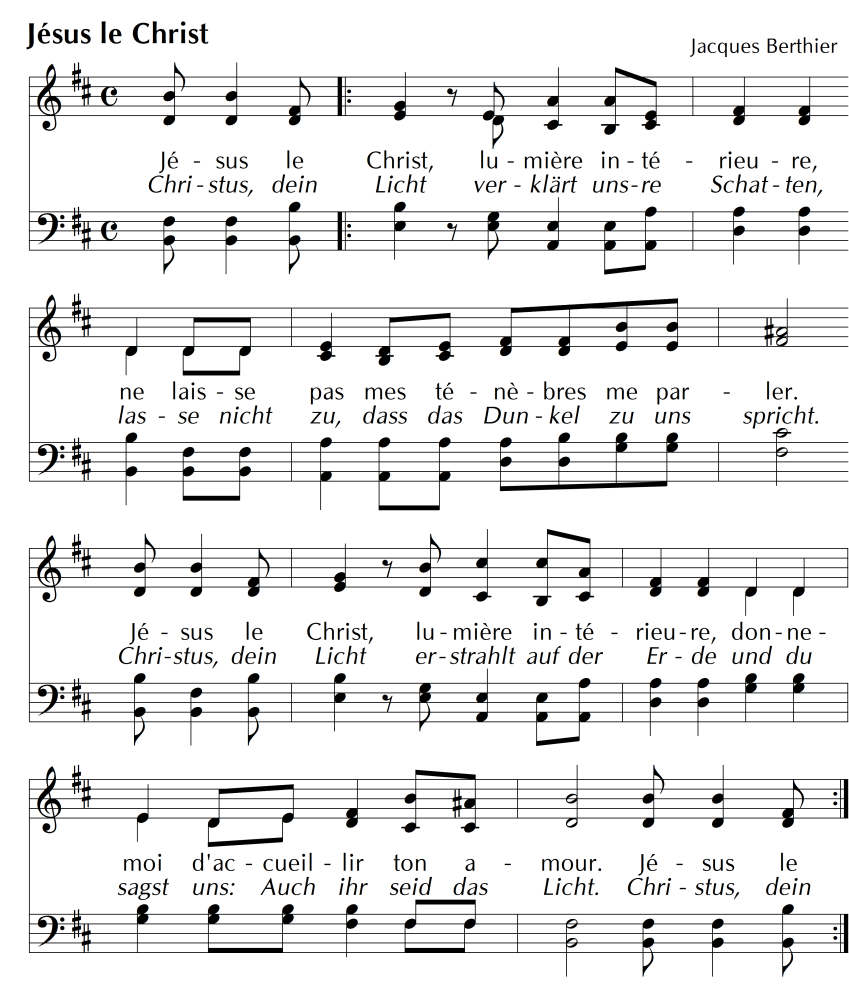 Jésus le Christ
Jacques Berthier
Jé - sus le Christ, lu - mière in - té - rieu - re,
Chri - stus, dein Licht ver - klärt uns - re Schat - ten,
ne lais - se pas mes té - nè - bres me par - ler.
las - se nicht zu, dass das Dun - kel zu uns spricht.
Jé - sus le Christ, lu - mière in - té - rieu - re, don - ne -
Chri - stus, dein Licht er - strahlt auf der Er - de und du
moi d'ac - cueil - lir ton a - mour. Jé - sus le
sagst uns: Auch ihr seid das Licht. Chri - stus, dein